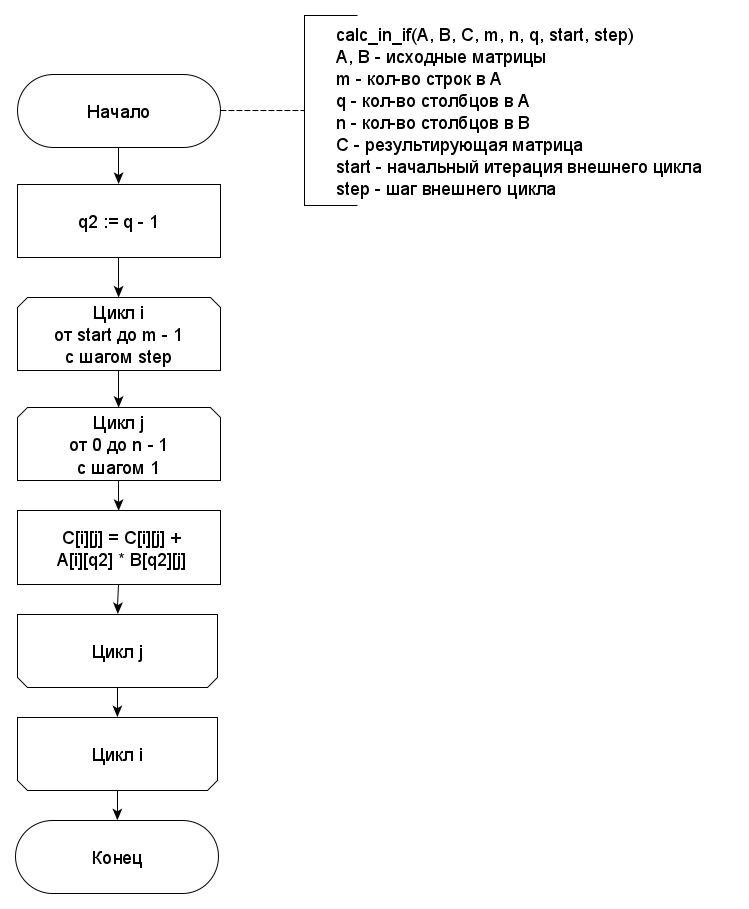 calc_in_if(A, B, C, m, n, q, start, step)
A, B - исходные матрицы
m - кол-во строк в A
q - кол-во столбцов в A
n - кол-во столбцов в B
C - результирующая матрица
start - начальный итерация внешнего цикла
step - шаг внешнего цикла
Начало
q2 := q - 1
Цикл i
от start до m - 1
с шагом step
Цикл j
от 0 до n - 1
с шагом 1
C[i][j] = C[i][j] +
A[i][q2] * B[q2][j]
Цикл j
Цикл i
Конец